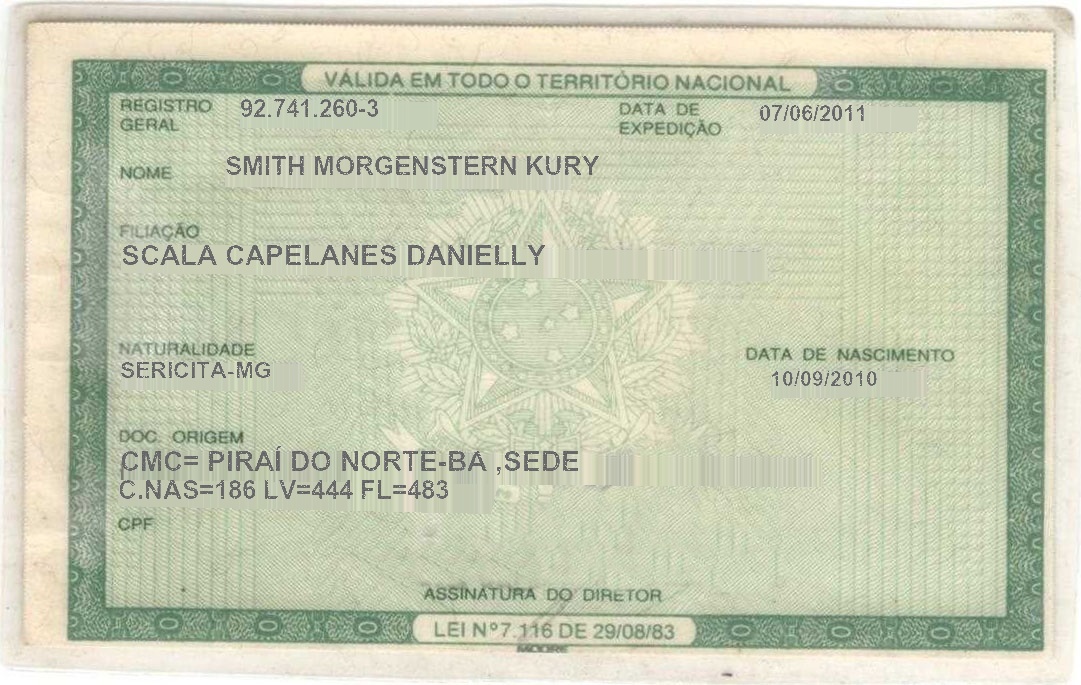 VÁLIDA EM TODO O TERRITÓRIO NACIONAL
REGISTRO GERAL 92.741.260-3 DATA DE EXPEDIÇÃO 07/06/2011
NOME SMITH MORGENSTERN KURY
FILIAÇÃO
SCALA CAPELANES DANIELLY
NATURALIDADE DATA DE NASCIMENTO
SERICITA-MG 10/09/2010
DOC. ORIGEM
CMC= PIRAÍ DO NORTE-BA ,SEDE
C.NAS=186 LV=444 FL=483
CPF
ASSINATURA DO DIRETOR
LEI Nº 7.116 DE 29/08/83
MOORE